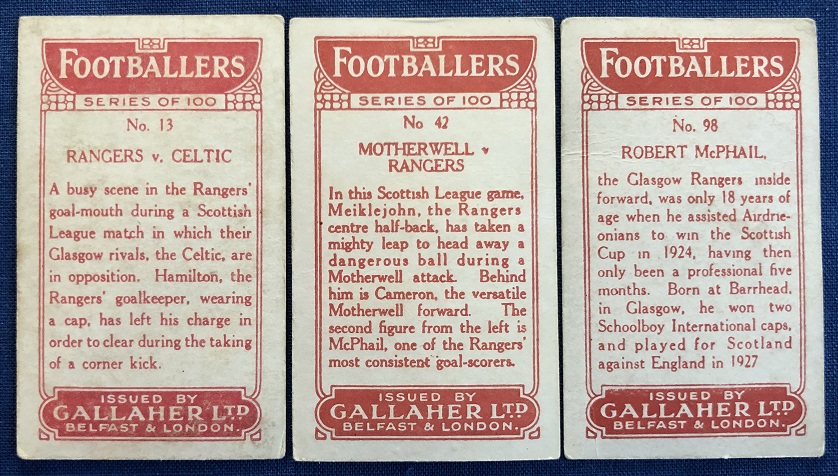 FOOTBALLERS
SERIES OF 100
No. 13
RANGERS v. CELTIC
A busy scene in the Rangers'
goal-mouth during a Scottish
League match in which their
Glasgow rivals, the Celtic, are
in opposition. Hamilton, the
Rangers' goalkeeper, wearing
a cap, has left his charge in
order to clear during the taking
of a corner kick.
ISSUED BY
GALLAHER LTD
BELFAST & LONDON.
FOOTBALLERS
SERIES OF 100
No 42
MOTHERWELL v
RANGERS
In this Scottish League game,
Meiklejohn, the Rangers
centre half-back, has taken a
mighty leap to head away a
dangerous ball during a
Motherwell attack. Behind
him is Cameron, the versatile
Motherwell forward. The
second figure from the left is
McPhail, one of the Rangers'
most consistent goal-scorers.
ISSUED BY
GALLAHER LTD
BELFAST & LONDON.
FOOTBALLERS
SERIES OF 100
No. 98
ROBERT McPHAIL,
the Glasgow Rangers inside
forward, was only 18 years of
age when he assisted Airdrie-
onians to win the Scottish
Cup in 1924, having then
only been a professional five
months. Born at Barrhead,
in Glasgow, he won two
Schoolboy International caps,
and played for Scotland
against England in 1927
ISSUED BY
GALLAHER LTD
BELFAST & LONDON.